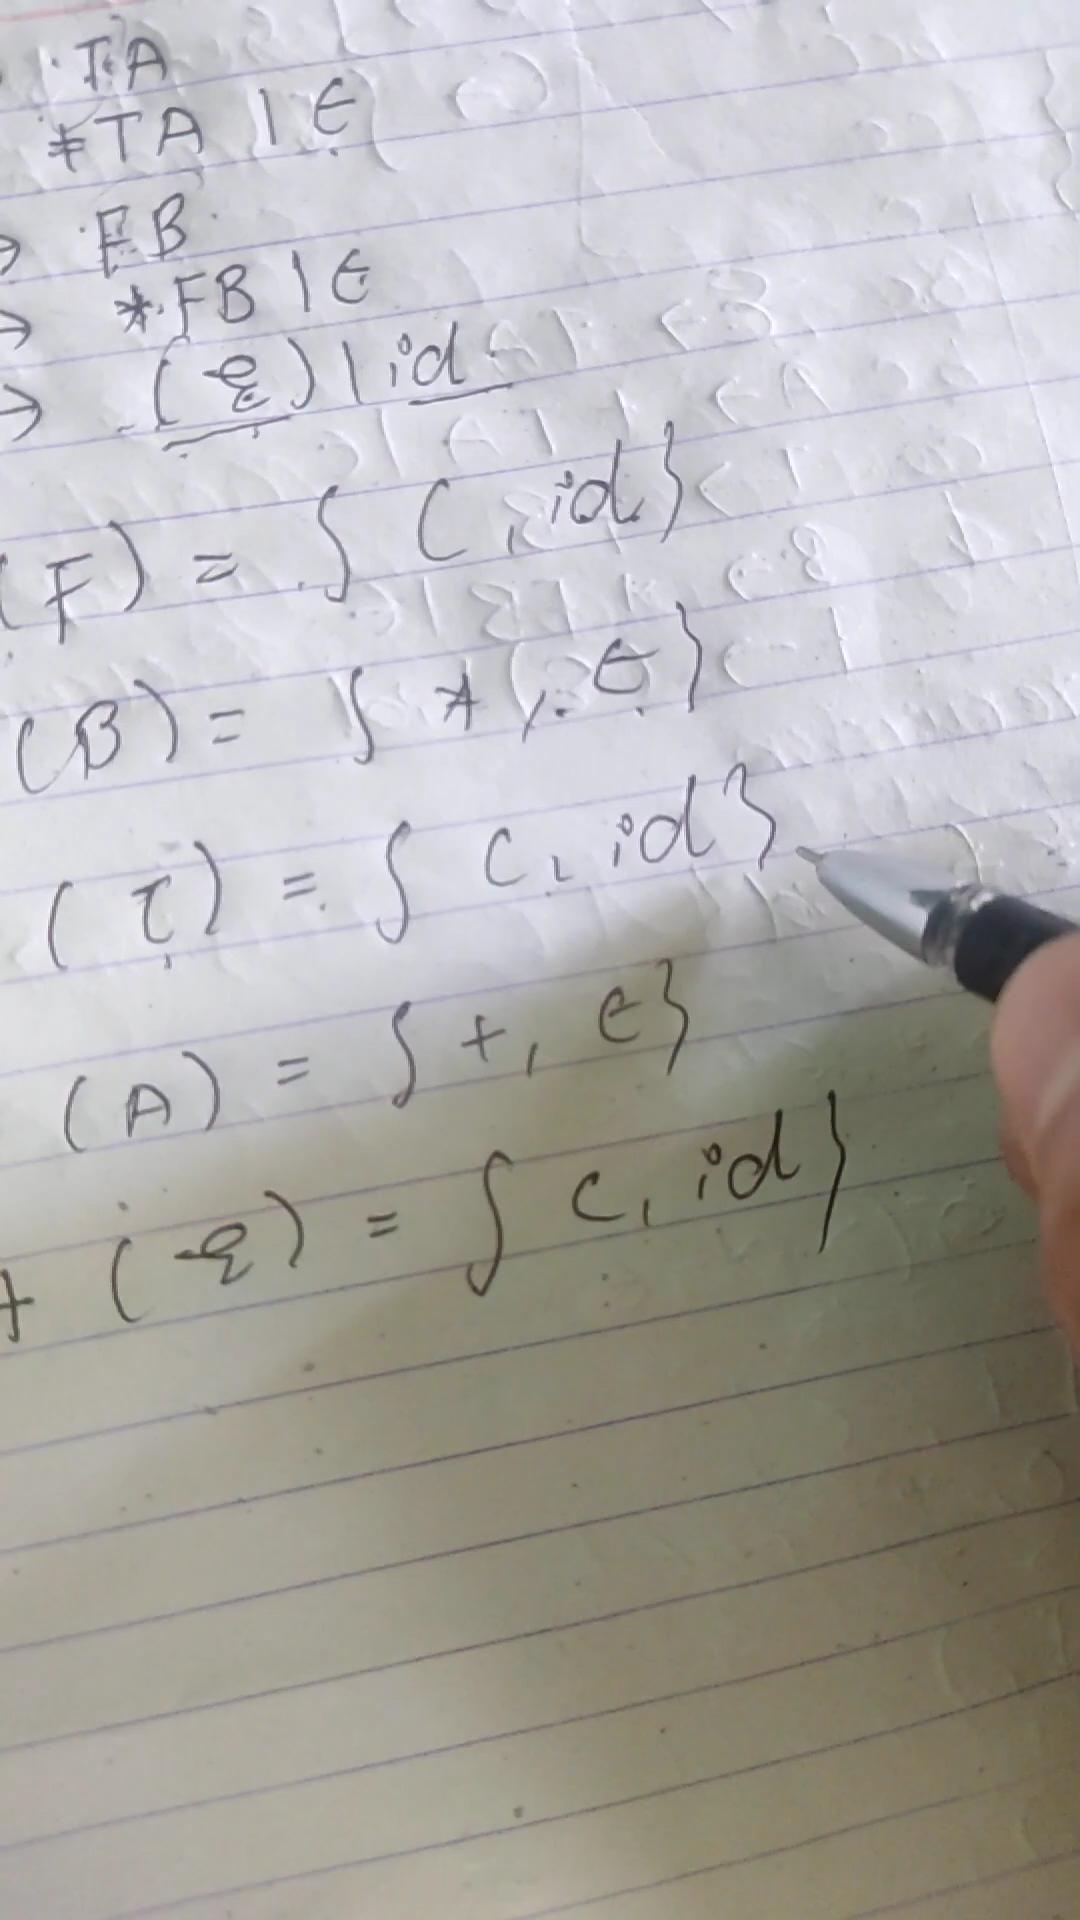 TA
+TA | ε
→ FB
→ *FB | ε
→ (E) | id
(F) = { (, id}
(B) = { *, ε}
(T) = { (, id}
(A) = { +, ε}
(E) = { (, id}